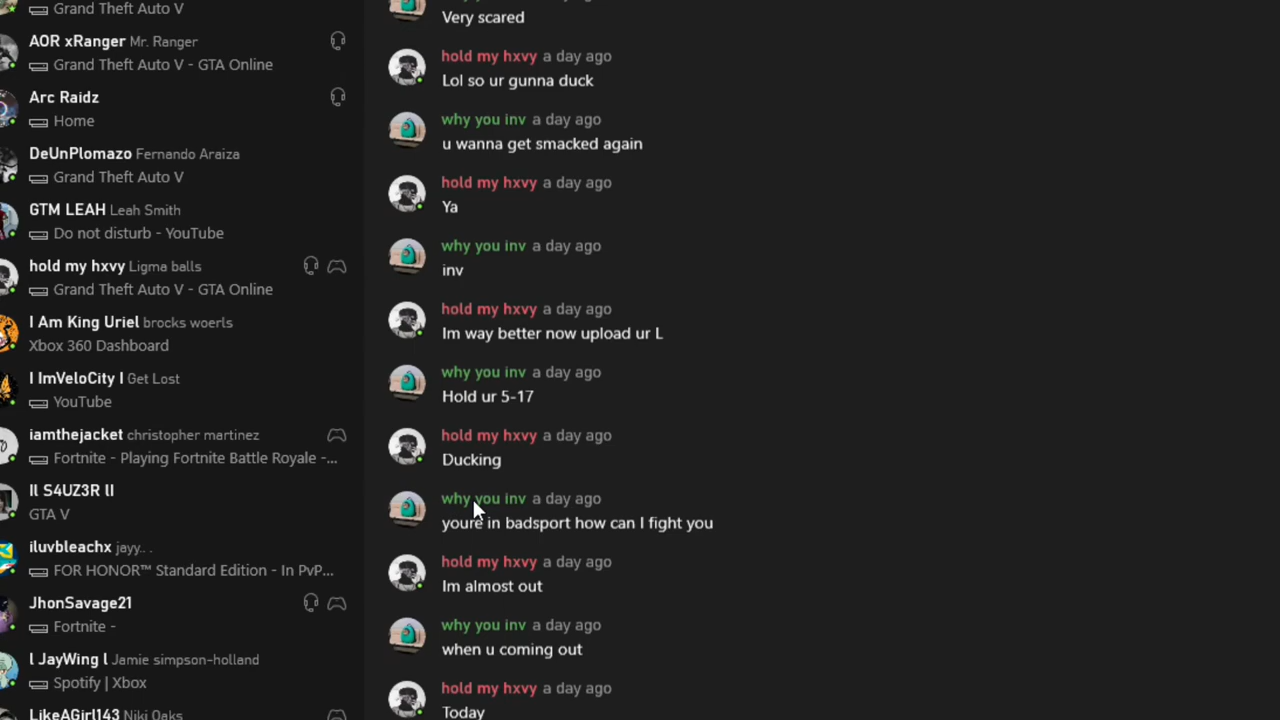 Grand Theft Auto V
AOR xRanger Mr. Ranger
Grand Theft Auto V - GTA Online
Arc Raidz
Home
DeUnPlomazo Fernando Araiza
Grand Theft Auto V
GTM LEAH Leah Smith
Do not disturb - YouTube
hold my hxvy Ligma balls
Grand Theft Auto V - GTA Online
I Am King Uriel brocks woerls
Xbox 360 Dashboard
I ImVeloCity I Get Lost
YouTube
iamthejacket christopher martinez
Fortnite - Playing Fortnite Battle Royale -...
Il S4UZ3R ll
GTA V
iluvbleachx jayy.. .
FOR HONOR™ Standard Edition - In PvP...
JhonSavage21
Fortnite -
l JayWing l Jamie simpson-holland
Spotify | Xbox
LikeAGirl143 Niki Oaks
Very scared
hold my hxvy a day ago
Lol so ur gunna duck
why you inv a day ago
u wanna get smacked again
hold my hxvy a day ago
Ya
why you inv a day ago
inv
hold my hxvy a day ago
Im way better now upload ur L
why you inv a day ago
Hold ur 5-17
hold my hxvy a day ago
Ducking
why you inv a day ago
youre in badsport how can I fight you
hold my hxvy a day ago
Im almost out
why you inv a day ago
when u coming out
hold my hxvy a day ago
Today